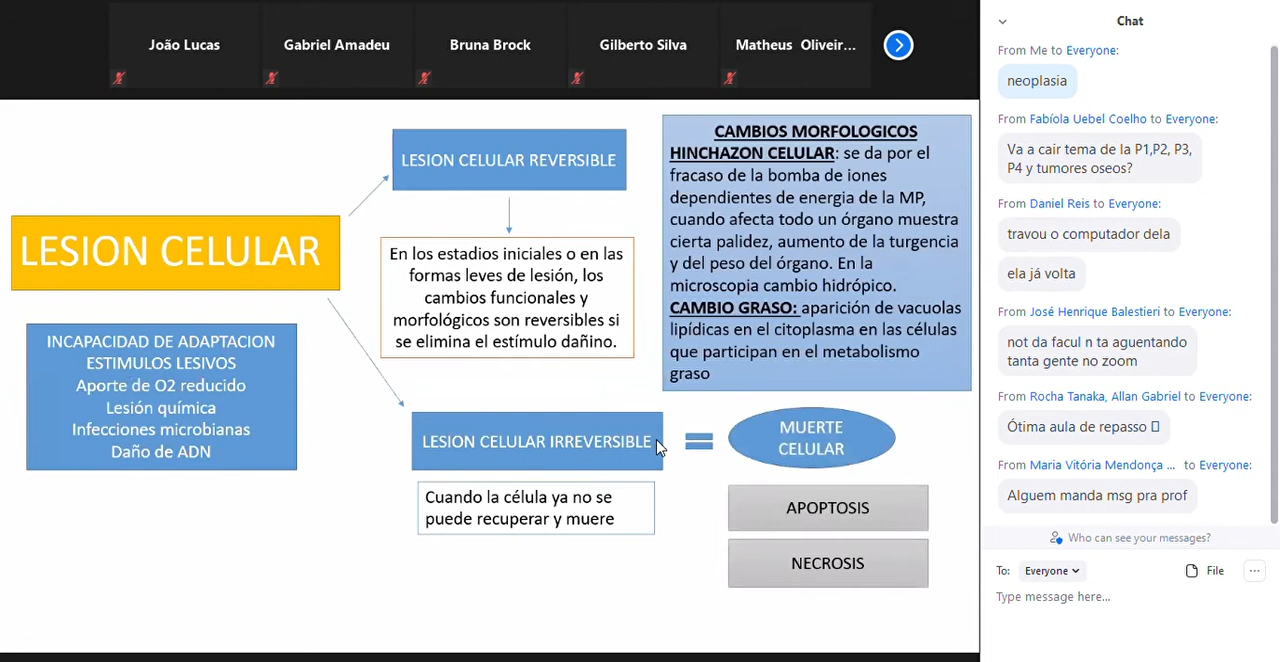 João Lucas
Gabriel Amadeu
Bruna Brock
Gilberto Silva
Matheus Oliveir...
LESION CELULAR
INCAPACIDAD DE ADAPTACION
ESTIMULOS LESIVOS
Aporte de O2 reducido
Lesión química
Infecciones microbianas
Daño de ADN
LESION CELULAR REVERSIBLE
En los estadios iniciales o en las
formas leves de lesión, los
cambios funcionales y
morfológicos son reversibles si
se elimina el estímulo dañino.
CAMBIOS MORFOLOGICOS
HINCHAZON CELULAR: se da por el
fracaso de la bomba de iones
dependientes de energia de la MP,
cuando afecta todo un órgano muestra
cierta palidez, aumento de la turgencia
y del peso del órgano. En la
microscopia cambio hidrópico.
CAMBIO GRASO: aparición de vacuolas
lipídicas en el citoplasma en las células
que participan en el metabolismo
graso
LESION CELULAR IRREVERSIBLE
Cuando la célula ya no se
puede recuperar y muere
=
MUERTE
CELULAR
APOPTOSIS
NECROSIS
Chat
From Me to Everyone:
neoplasia
From Fabíola Uebel Coelho to Everyone:
Va a cair tema de la P1,P2, P3,
P4 y tumores oseos?
From Daniel Reis to Everyone:
travou o computador dela
ela já volta
From José Henrique Balestieri to Everyone:
not da facul n ta aguentando
tanta gente no zoom
From Rocha Tanaka, Allan Gabriel to Everyone:
Ótima aula de repasso
From Maria Vitória Mendonça ... to Everyone:
Alguem manda msg pra prof
Who can see your messages?
To: Everyone File ...
Type message here...